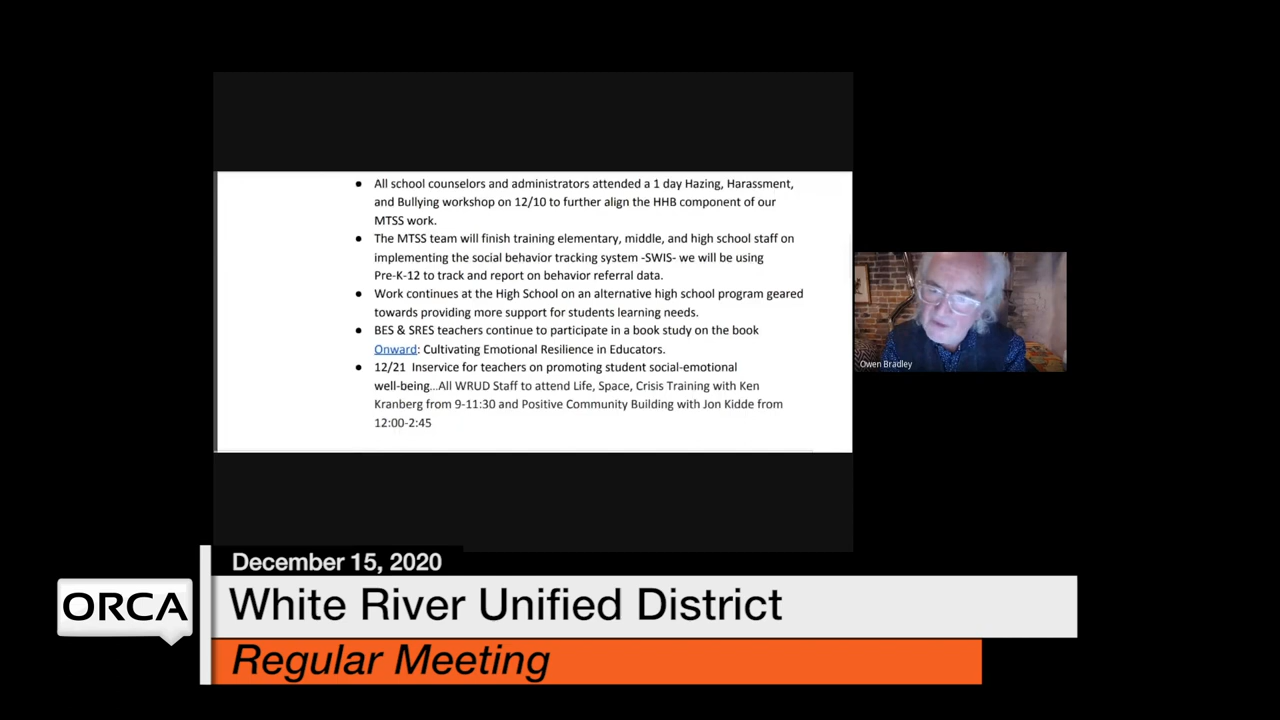 ● All school counselors and administrators attended a 1 day Hazing, Harassment,
and Bullying workshop on 12/10 to further align the HHB component of our
MTSS work.
● The MTSS team will finish training elementary, middle, and high school staff on
implementing the social behavior tracking system -SWIS- we will be using
Pre-K-12 to track and report on behavior referral data.
● Work continues at the High School on an alternative high school program geared
towards providing more support for students learning needs.
● BES & SRES teachers continue to participate in a book study on the book
Onward: Cultivating Emotional Resilience in Educators.
● 12/21 Inservice for teachers on promoting student social-emotional
well-being...All WRUD Staff to attend Life, Space, Crisis Training with Ken
Kranberg from 9-11:30 and Positive Community Building with Jon Kidde from
12:00-2:45
Owen Bradley
December 15, 2020
ORCA
White River Unified District
Regular Meeting